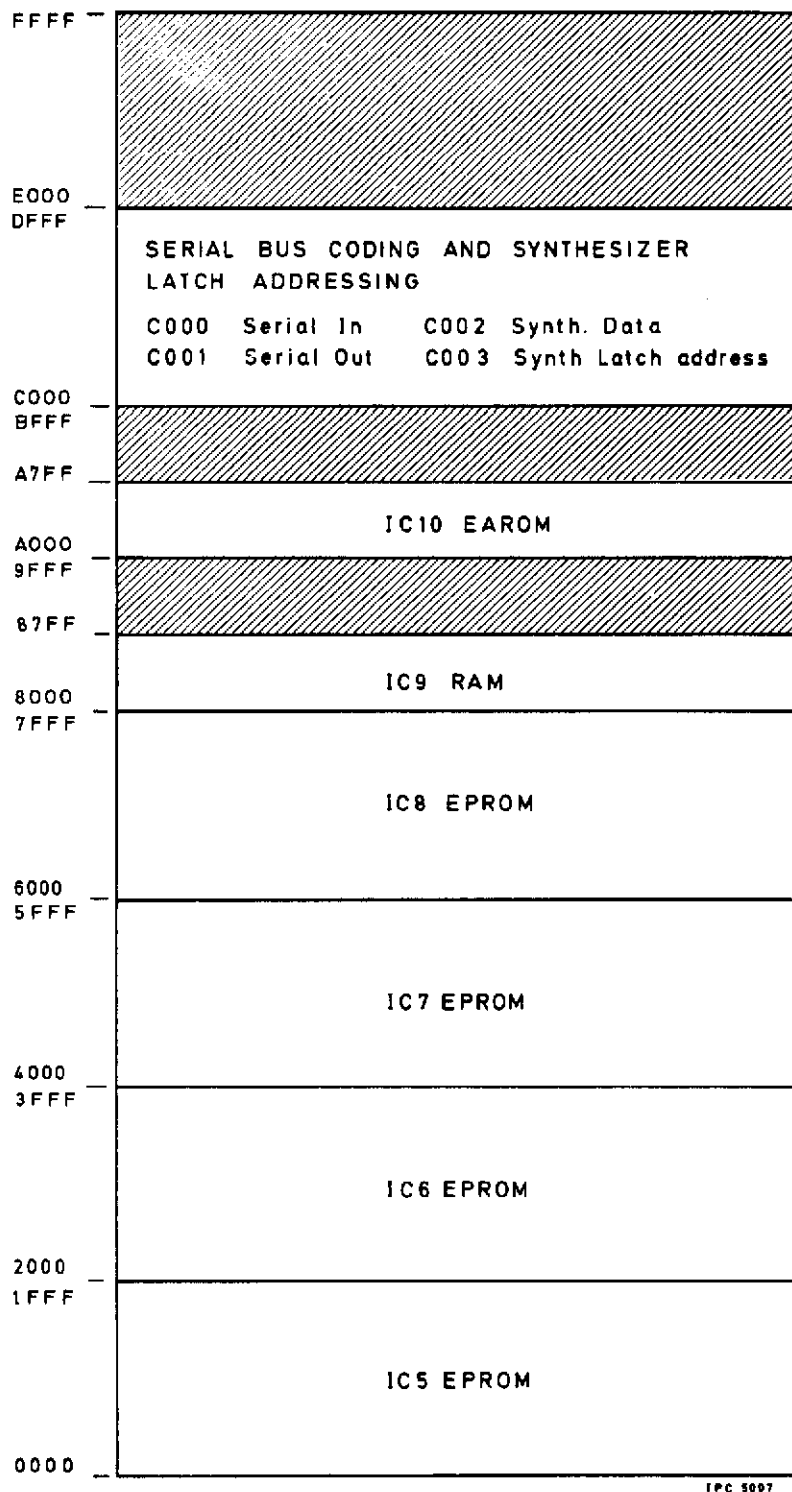 FFFF
E000
DFFF
SERIAL BUS CODING AND SYNTHESIZER
LATCH ADDRESSING
C000 Serial In C002 Synth. Data
C001 Serial Out C003 Synth Latch address
C000
BFFF
A7FF
IC10 EAROM
A000
9FFF
87FF
IC9 RAM
8000
7FFF
IC8 EPROM
6000
5FFF
IC7 EPROM
4000
3FFF
IC6 EPROM
2000
1FFF
IC5 EPROM
0000
IPC 5097